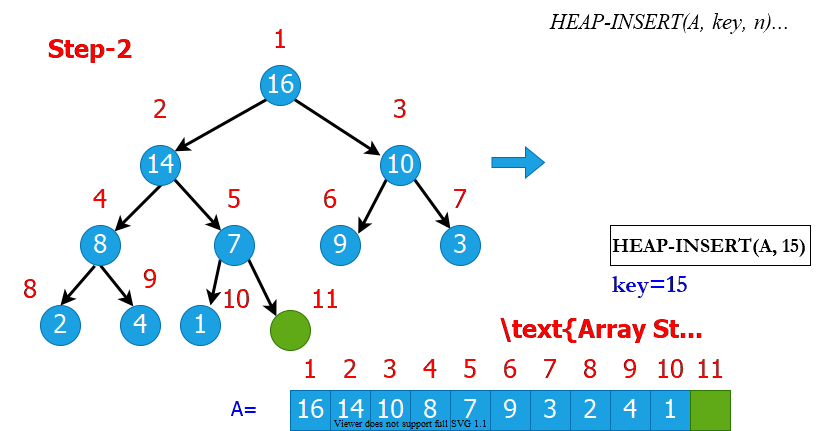 HEAP-INSERT(A, key, n)...
Step-2
1
16
2
3
14
10
4
5
6
7
8
7
9
3
HEAP-INSERT(A, 15)
key=15
8
9
10
11
2
4
1
\text{Array St...
1 2 3 4 5 6 7 8 9 10 11
A= 16 14 10 8 7 9 3 2 4 1
Viewer does not support full SVG 1.1